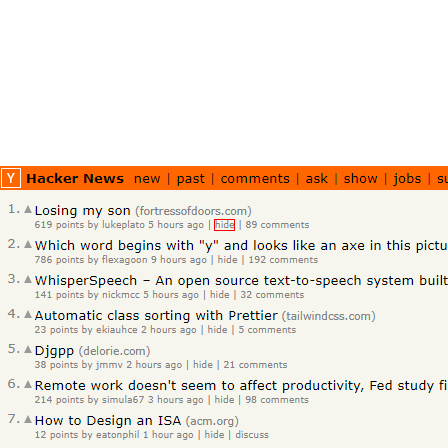 Y Hacker News new | past | comments | ask | show | jobs | su
1. Losing my son (fortressofdoors.com)
619 points by lukeplato 5 hours ago | hide | 89 comments
2. Which word begins with "y" and looks like an axe in this pictu
786 points by flexagoon 9 hours ago | hide | 192 comments
3. WhisperSpeech – An open source text-to-speech system built
141 points by nickmcc 5 hours ago | hide | 32 comments
4. Automatic class sorting with Prettier (tailwindcss.com)
23 points by ekiauhce 2 hours ago | hide | 5 comments
5. Djgpp (delorie.com)
38 points by jmmv 2 hours ago | hide | 21 comments
6. Remote work doesn't seem to affect productivity, Fed study fi
214 points by simula67 3 hours ago | hide | 98 comments
7. How to Design an ISA (acm.org)
12 points by eatonphil 1 hour ago | hide | discuss